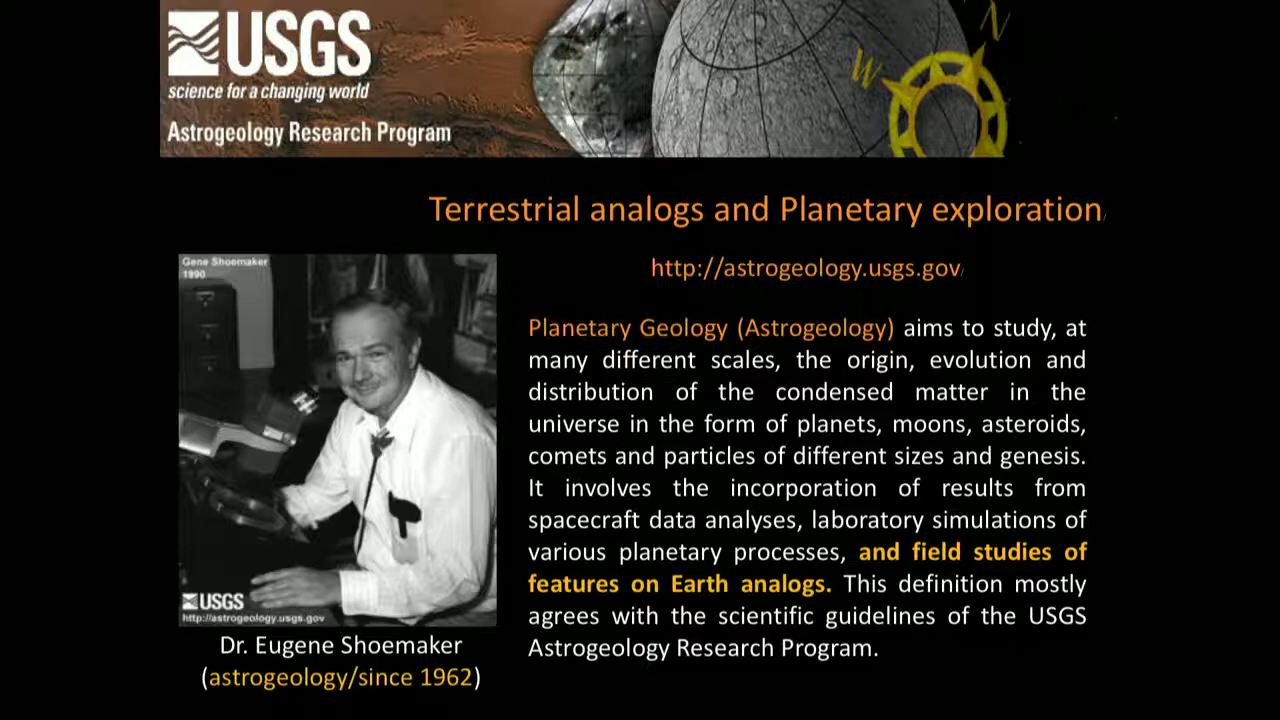 USGS
science for a changing world
Astrogeology Research Program
N
W
Terrestrial analogs and Planetary exploration
http://astrogeology.usgs.gov/
Gene Shoemaker
1990
USGS
http://astrogeology.usgs.gov
Dr. Eugene Shoemaker
(astrogeology/since 1962)
Planetary Geology (Astrogeology) aims to study, at
many different scales, the origin, evolution and
distribution of the condensed matter in the
universe in the form of planets, moons, asteroids,
comets and particles of different sizes and genesis.
It involves the incorporation of results from
spacecraft data analyses, laboratory simulations of
various planetary processes, and field studies of
features on Earth analogs. This definition mostly
agrees with the scientific guidelines of the USGS
Astrogeology Research Program.